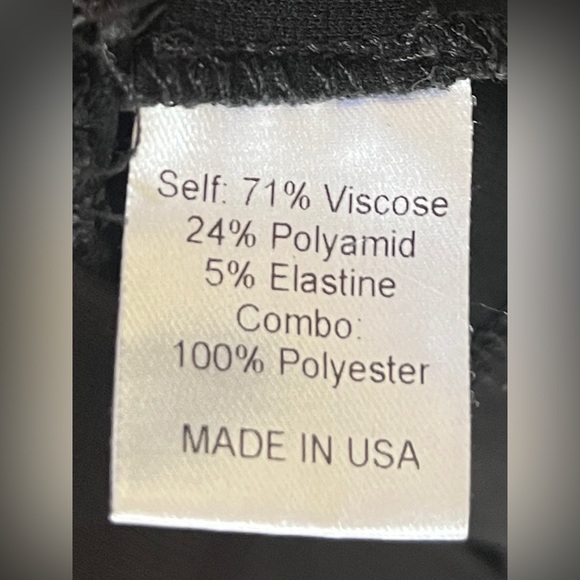 Self: 71% Viscose
24% Polyamid
5% Elastine
Combo:
100% Polyester
MADE IN USA